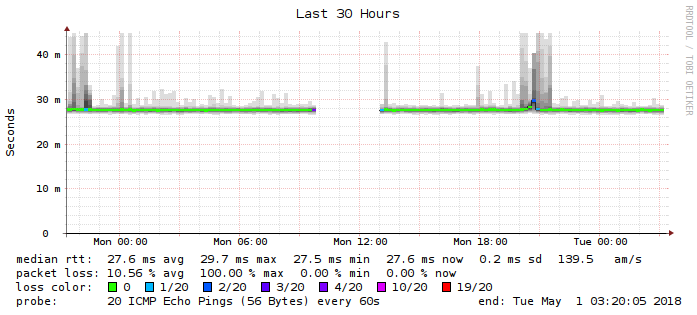 Last 30 Hours
RRDTOOL / TOBI OETIKER
Seconds
40 m
30 m
20 m
10 m
0
Mon 00:00 Mon 06:00 Mon 12:00 Mon 18:00 Tue 00:00
median rtt: 27.6 ms avg 29.7 ms max 27.5 ms min 27.6 ms now 0.2 ms sd 139.5 am/s
packet loss: 10.56 % avg 100.00 % max 0.00 % min 0.00 % now
loss color: 0 1/20 2/20 3/20 4/20 10/20 19/20
probe: 20 ICMP Echo Pings (56 Bytes) every 60s end: Tue May 1 03:20:05 2018